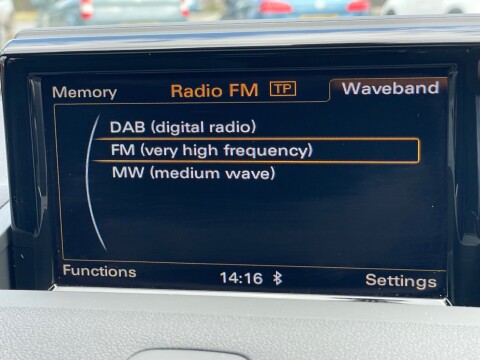 Memory Radio FM TP Waveband
DAB (digital radio)
FM (very high frequency)
MW (medium wave)
Functions 14:16 Settings